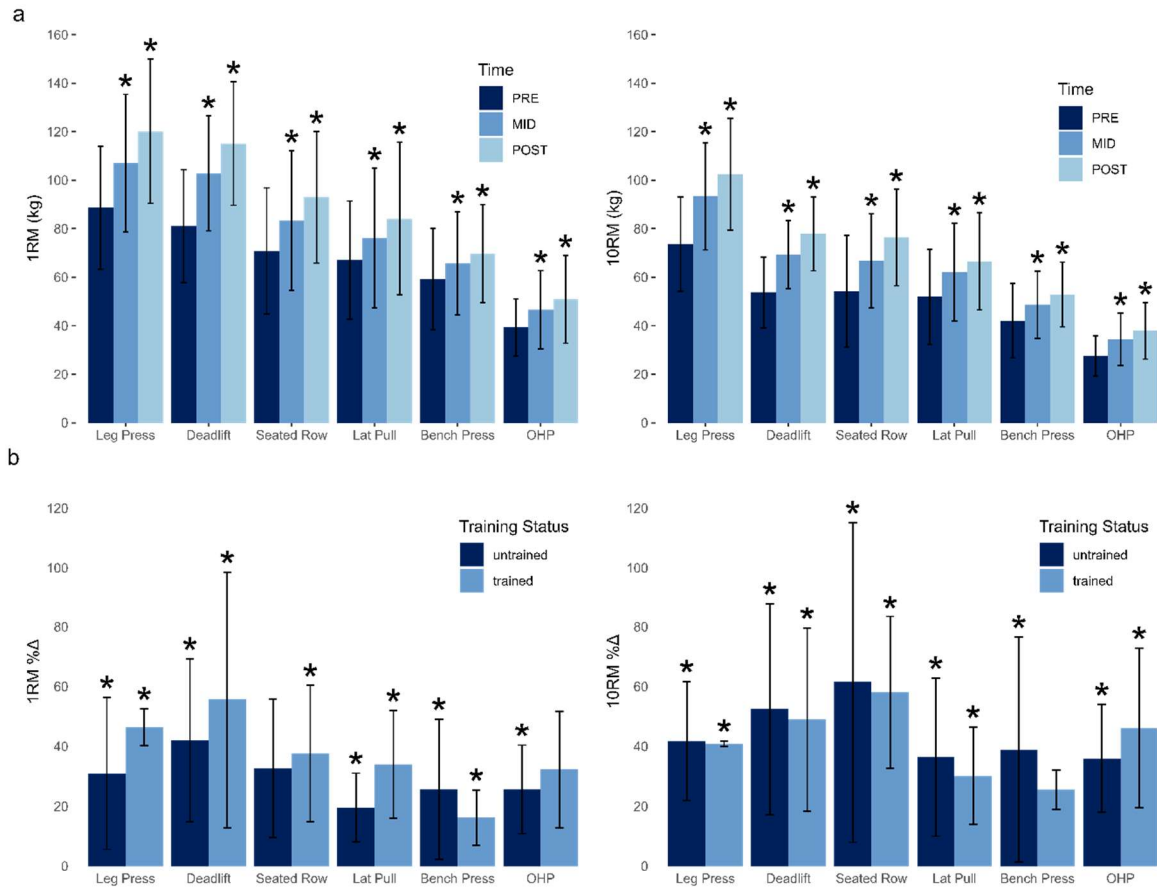 a
160
140
120
100
80
60
40
20
0
1RM (kg)
Time
PRE
MID
POST
* * * * * * * * * * * *
Leg Press Deadlift Seated Row Lat Pull Bench Press OHP
160
140
120
100
80
60
40
20
0
10RM (kg)
Time
PRE
MID
POST
* * * * * * * * * * * *
Leg Press Deadlift Seated Row Lat Pull Bench Press OHP
b
120
100
80
60
40
20
0
1RM %Δ
Training Status
untrained
trained
* * * * * * * * * *
Leg Press Deadlift Seated Row Lat Pull Bench Press OHP
120
100
80
60
40
20
0
10RM %Δ
Training Status
untrained
trained
* * * * * * * * * * *
Leg Press Deadlift Seated Row Lat Pull Bench Press OHP